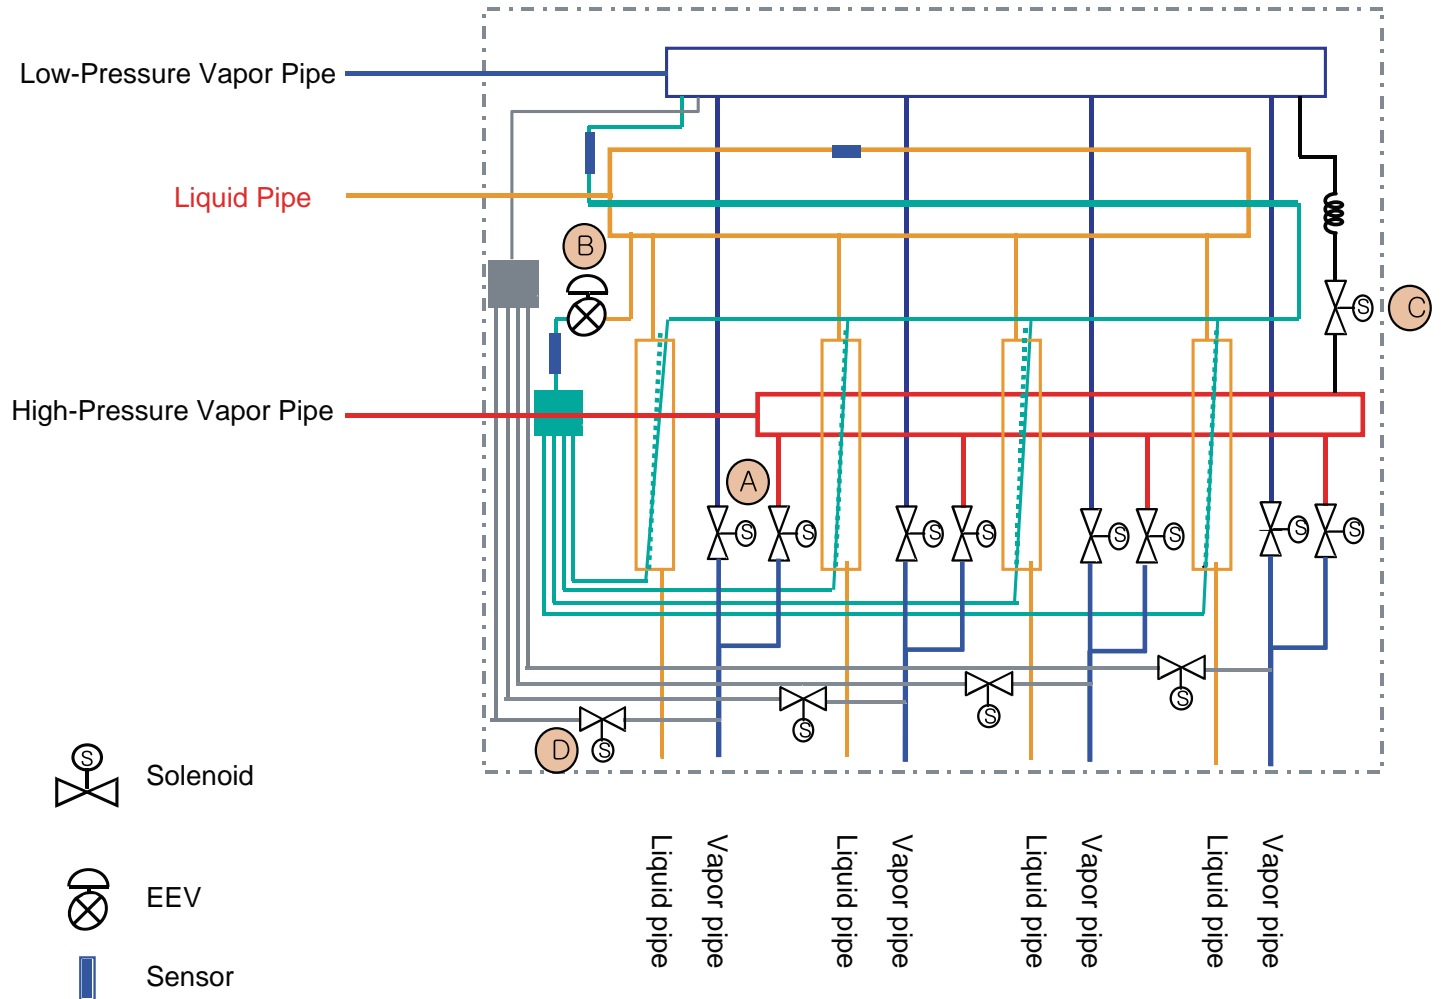 Low-Pressure Vapor Pipe
Liquid Pipe
B
C
High-Pressure Vapor Pipe
A
S
S
S
S
S
S
S
S
S
S
S
S
S
D
S
Solenoid
EEV
Sensor
Liquid pipe
Vapor pipe
Liquid pipe
Vapor pipe
Liquid pipe
Vapor pipe
Liquid pipe
Vapor pipe